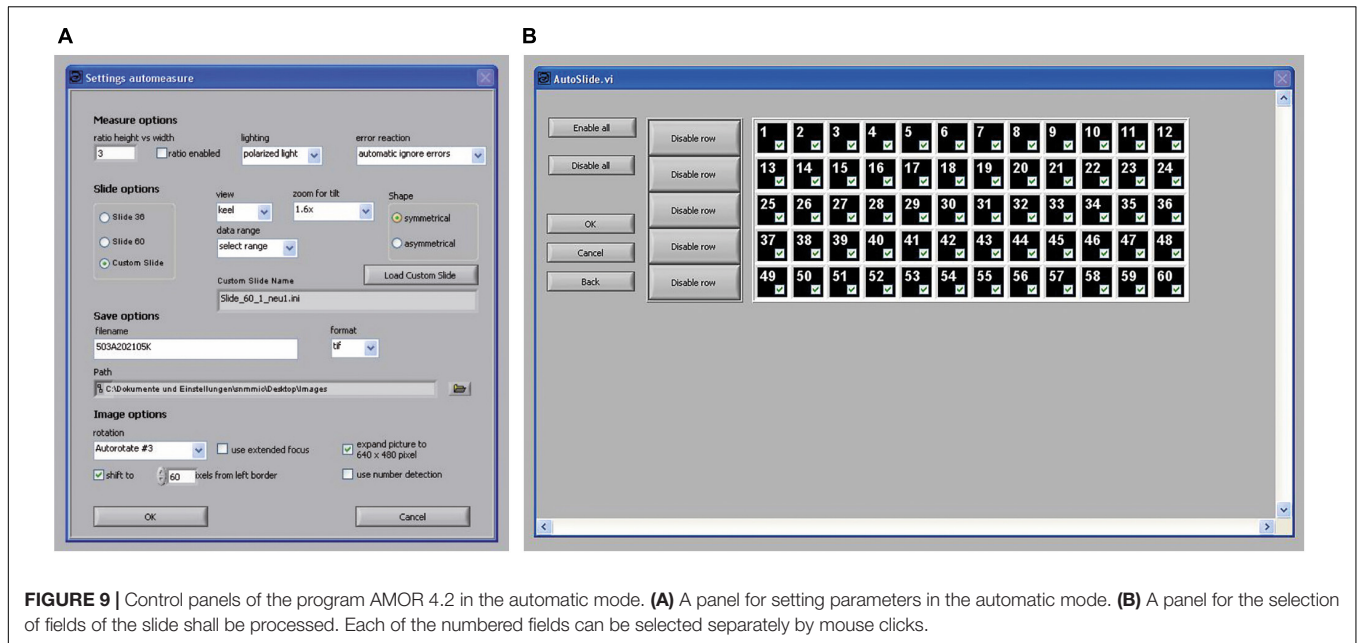 A
Settings automeasure
Measure options
ratio height vs width
lighting
error reaction
3
ratio enabled
polarized light
automatic ignore errors
Slide options
view
zoom for tilt
Shape
Slide 36
keel
1.6x
symmetrical
data range
Slide 60
select range
asymmetrical
Custom Slide
Load Custom Slide
Custom Slide Name
Slide_60_1_neu1.ini
Save options
filename
format
503A202105K
tif
Path
C:\Dokumente und Einstellungen\snmmic\Desktop\Images
Image options
rotation
Autorotate #3
use extended focus
expand picture to
640 x 480 pixel
shift to
60
ixels from left border
use number detection
OK
Cancel
B
AutoSlide.vi
Enable all
Disable all
OK
Cancel
Back
Disable row
1 2 3 4 5 6 7 8 9 10 11 12
Disable row
13 14 15 16 17 18 19 20 21 22 23 24
Disable row
25 26 27 28 29 30 31 32 33 34 35 36
Disable row
37 38 39 40 41 42 43 44 45 46 47 48
Disable row
49 50 51 52 53 54 55 56 57 58 59 60
FIGURE 9 | Control panels of the program AMOR 4.2 in the automatic mode. (A) A panel for setting parameters in the automatic mode. (B) A panel for the selection
of fields of the slide shall be processed. Each of the numbered fields can be selected separately by mouse clicks.